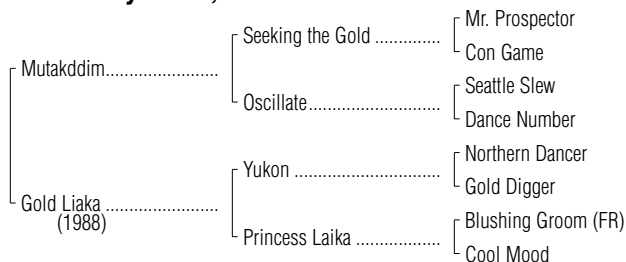 Mr. Prospector
Seeking the Gold ..............
Con Game
Mutakddim........................
Seattle Slew
Oscillate............................
Dance Number
Northern Dancer
Yukon ...............................
Gold Digger
Gold Liaka ........................
(1988)
Blushing Groom (FR)
Princess Laika ..................
Cool Mood